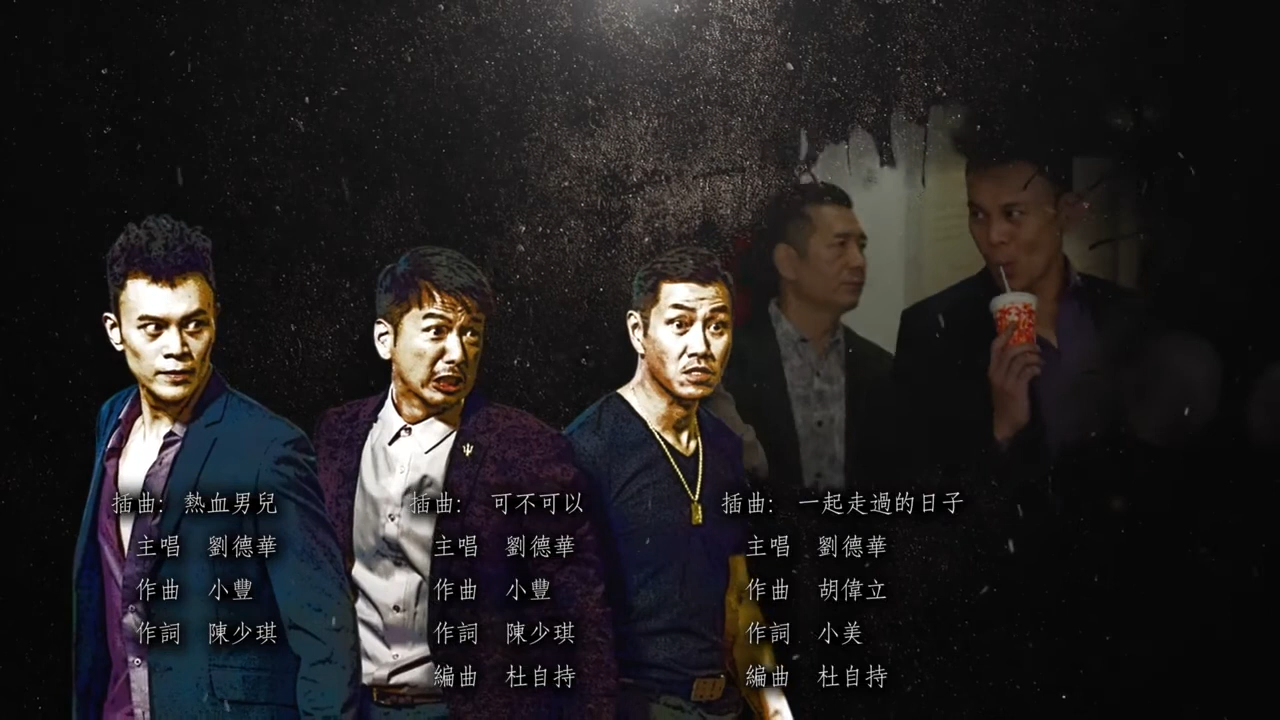 插曲: 熱血男兒
主唱 劉德華
作曲 小豐
作詞 陳少琪
插曲: 可不可以
主唱 劉德華
作曲 小豐
作詞 陳少琪
編曲 杜自持
插曲: 一起走過的日子
主唱 劉德華
作曲 胡偉立
作詞 小美
編曲 杜自持